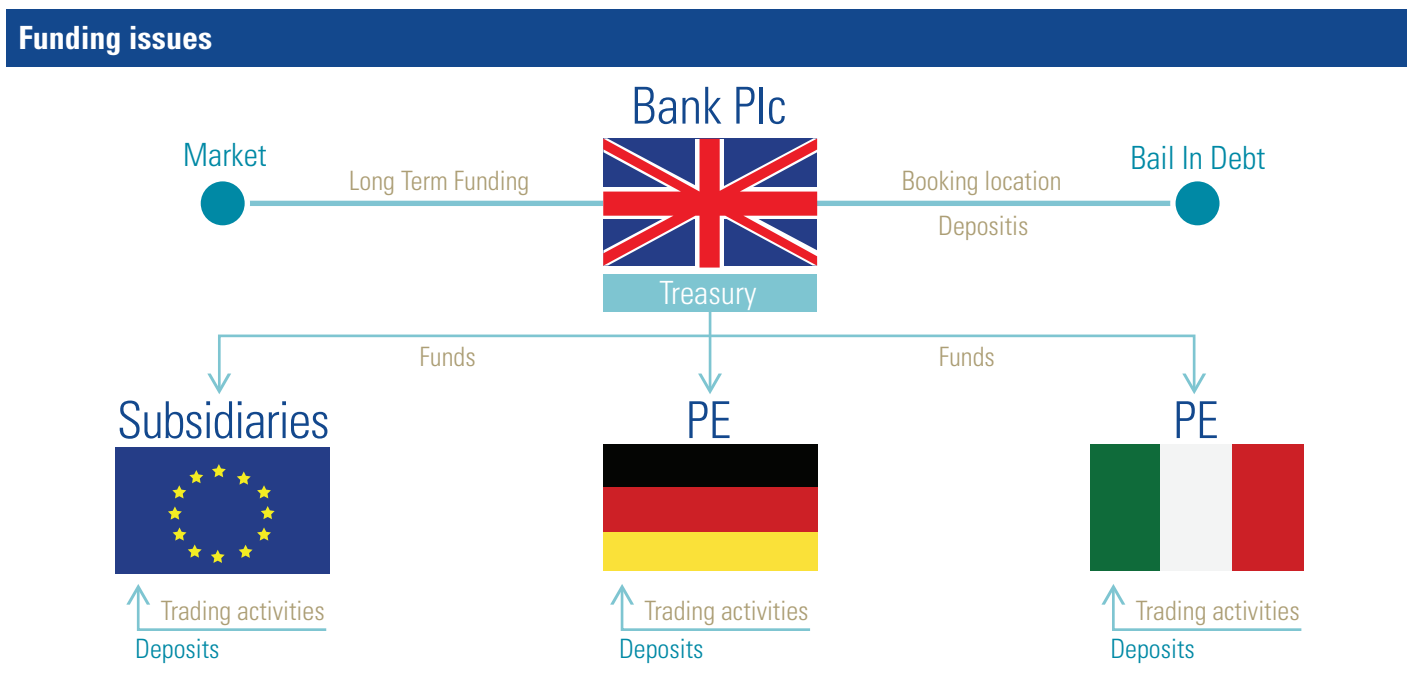 Funding issues
Bank Plc
Market
Long Term Funding
Booking location
Bail In Debt
Depositis
Treasury
Funds
Funds
Subsidiaries
PE
PE
Trading activities
Trading activities
Trading activities
Deposits
Deposits
Deposits